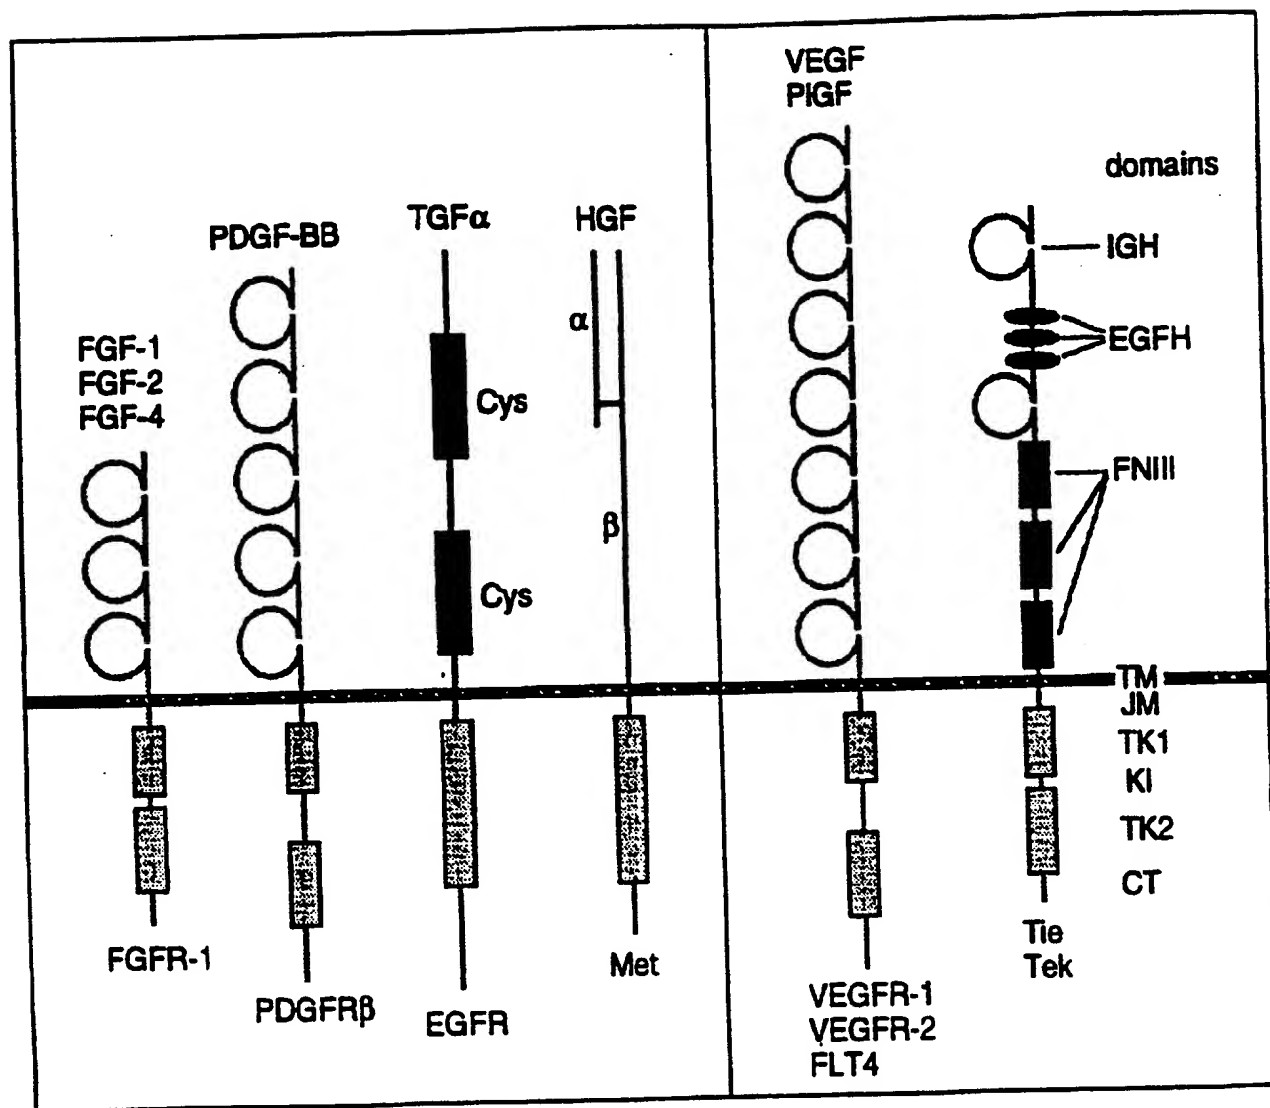 FGF-1
FGF-2
FGF-4
FGFR-1
PDGF-BB
PDGFRβ
TGFα
Cys
Cys
EGFR
HGF
α
β
Met
VEGF
PlGF
VEGFR-1
VEGFR-2
FLT4
domains
IGH
EGFH
FNIII
TM
JM
TK1
KI
TK2
CT
Tie
Tek